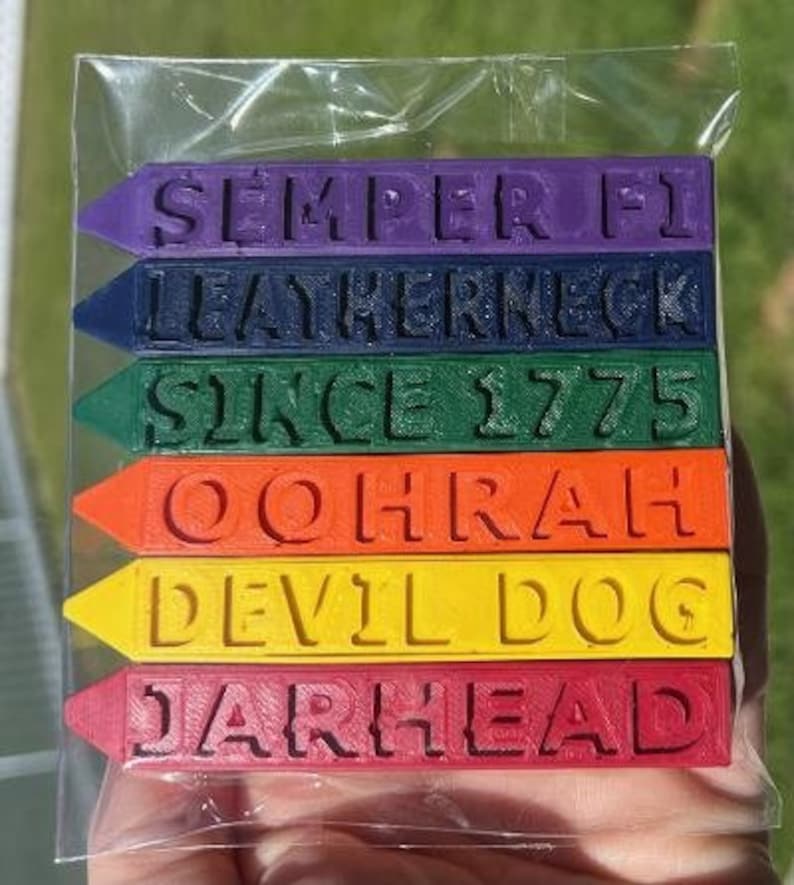 SEMPER FI
LEATHERNECK
SINCE 1775
OOHRAH
DEVIL DOG
JARHEAD